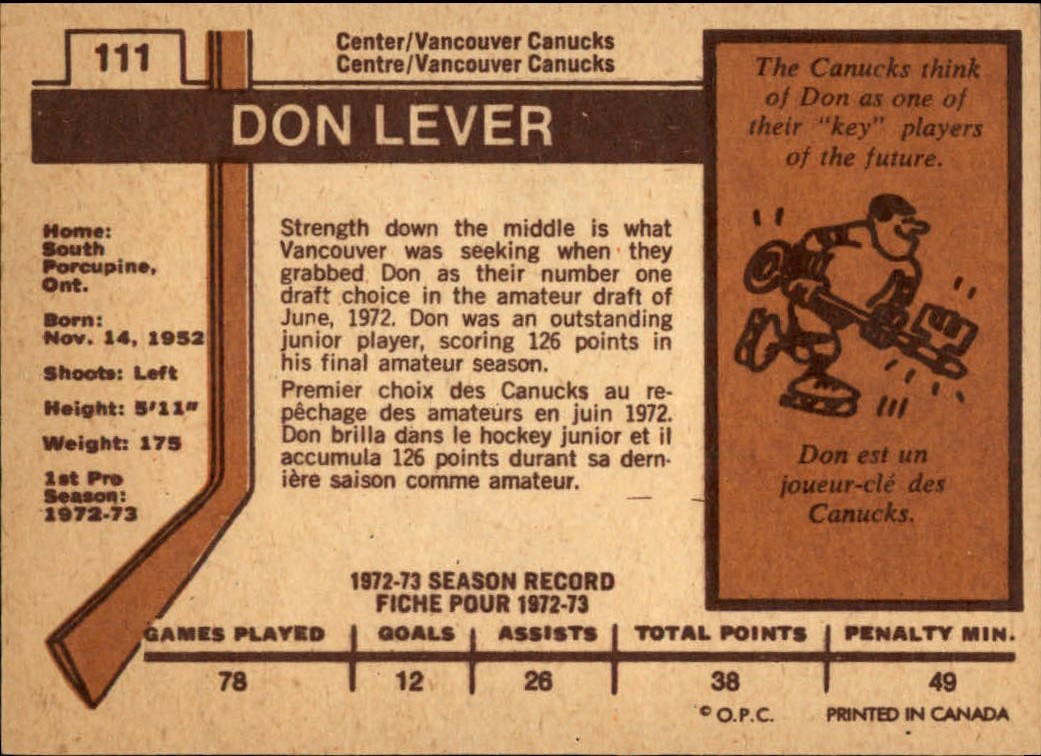 111
Center/Vancouver Canucks
Centre/Vancouver Canucks
DON LEVER
Home:
South
Porcupine,
Ont.
Born:
Nov. 14, 1952
Shoots: Left
Height: 5'11"
Weight: 175
1st Pro
Season:
1972-73
Strength down the middle is what
Vancouver was seeking when they
grabbed Don as their number one
draft choice in the amateur draft of
June, 1972. Don was an outstanding
junior player, scoring 126 points in
his final amateur season.
Premier choix des Canucks au re-
pêchage des amateurs en juin 1972.
Don brilla dans le hockey junior et il
accumula 126 points durant sa dern-
ière saison comme amateur.
The Canucks think
of Don as one of
their "key" players
of the future.
Don est un
joueur-clé des
Canucks.
1972-73 SEASON RECORD
FICHE POUR 1972-73
GAMES PLAYED GOALS ASSISTS TOTAL POINTS PENALTY MIN.
78 12 26 38 49
© O.P.C. PRINTED IN CANADA